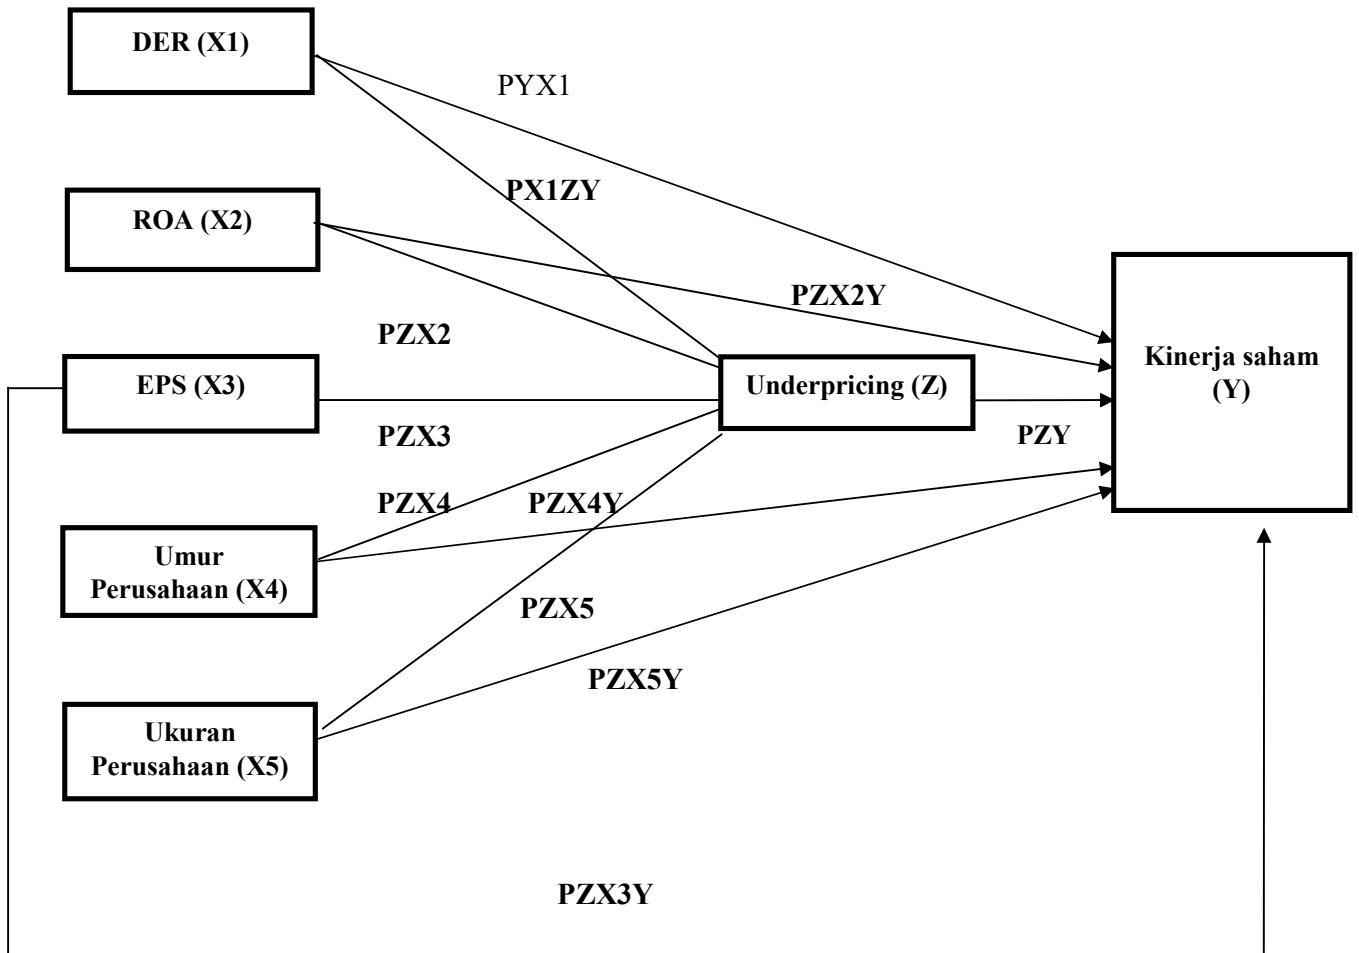 DER (X1)
PYX1
PX1ZY
ROA (X2)
PZX2Y
PZX2
EPS (X3)
Underpricing (Z)
Kinerja saham
(Y)
PZX3
PZY
PZX4
PZX4Y
Umur
Perusahaan (X4)
PZX5
PZX5Y
Ukuran
Perusahaan (X5)
PZX3Y